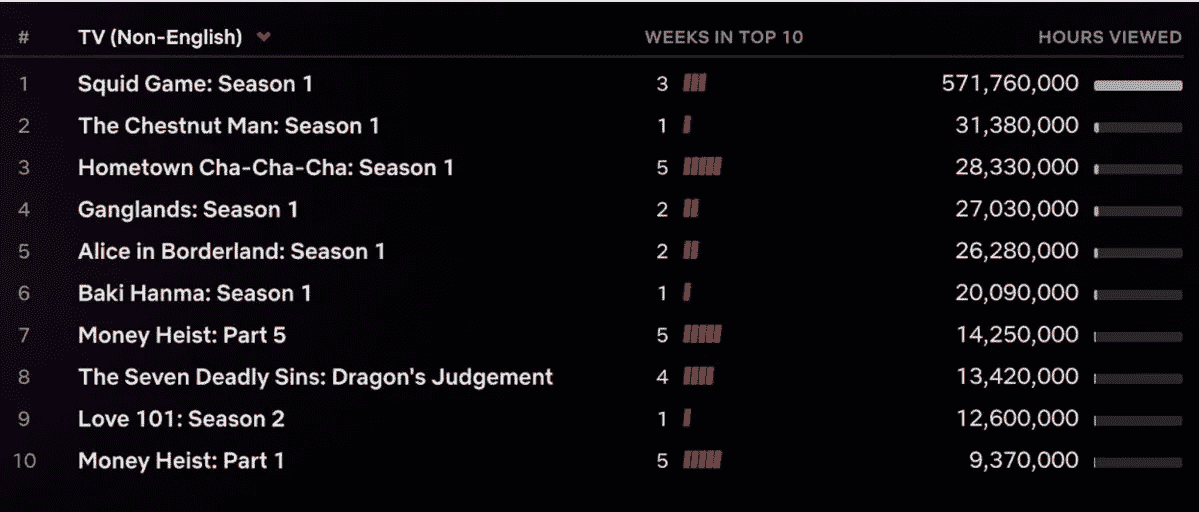 # TV (Non-English) WEEKS IN TOP 10 HOURS VIEWED
1 Squid Game: Season 1 3 571,760,000
2 The Chestnut Man: Season 1 1 31,380,000
3 Hometown Cha-Cha-Cha: Season 1 5 28,330,000
4 Ganglands: Season 1 2 27,030,000
5 Alice in Borderland: Season 1 2 26,280,000
6 Baki Hanma: Season 1 1 20,090,000
7 Money Heist: Part 5 5 14,250,000
8 The Seven Deadly Sins: Dragon's Judgement 4 13,420,000
9 Love 101: Season 2 1 12,600,000
10 Money Heist: Part 1 5 9,370,000